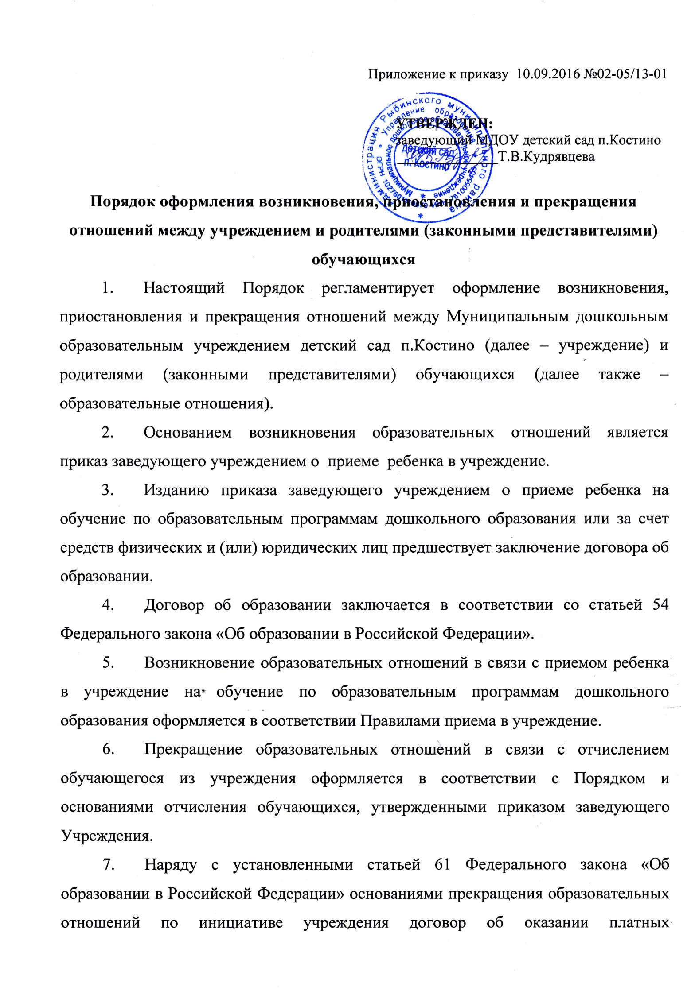 Приложение к приказу  10.09.2016 №02-05/13-01
УТВЕРЖДЕН:
заведующий МДОУ детский сад п.Костино
Т.В.Кудрявцева
Администрация Рыбинского муниципального района
Управление образования
Муниципальное дошкольное образовательное учреждение
ОГРН ИНН 7610055405
детский сад
п. Костино
Порядок оформления возникновения, приостановления и прекращения
отношений между учреждением и родителями (законными представителями)
обучающихся
1. Настоящий Порядок регламентирует оформление возникновения,
приостановления и прекращения отношений между Муниципальным дошкольным
образовательным учреждением детский сад п.Костино (далее – учреждение) и
родителями (законными представителями) обучающихся (далее также –
образовательные отношения).
2. Основанием возникновения образовательных отношений является
приказ заведующего учреждением о  приеме  ребенка в учреждение.
3. Изданию приказа заведующего учреждением о приеме ребенка на
обучение по образовательным программам дошкольного образования или за счет
средств физических и (или) юридических лиц предшествует заключение договора об
образовании.
4. Договор об образовании заключается в соответствии со статьей 54
Федерального закона «Об образовании в Российской Федерации».
5. Возникновение образовательных отношений в связи с приемом ребенка
в учреждение на обучение по образовательным программам дошкольного
образования оформляется в соответствии Правилами приема в учреждение.
6. Прекращение образовательных отношений в связи с отчислением
обучающегося из учреждения оформляется в соответствии с Порядком и
основаниями отчисления обучающихся, утвержденными приказом заведующего
Учреждения.
7. Наряду с установленными статьей 61 Федерального закона «Об
образовании в Российской Федерации» основаниями прекращения образовательных
отношений по инициативе учреждения договор об оказании платных